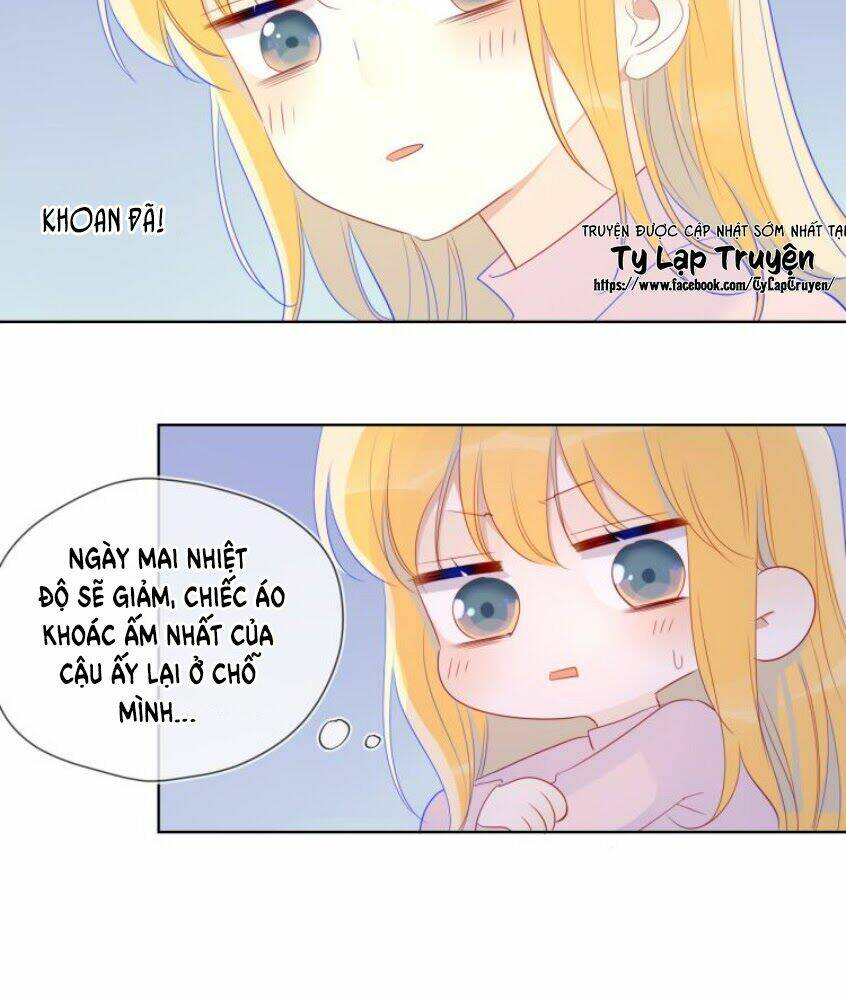 KHOAN ĐÃ!
TRUYỆN ĐƯỢC CẬP NHẬT SỚM NHẤT TẠI
Ty Lạp Truyện
https://www.facebook.com/TyLapTruyen/
NGÀY MAI NHIỆT
ĐỘ SẼ GIẢM, CHIẾC ÁO
KHOÁC ẤM NHẤT CỦA
CẬU ẤY LẠI Ở CHỖ
MÌNH...